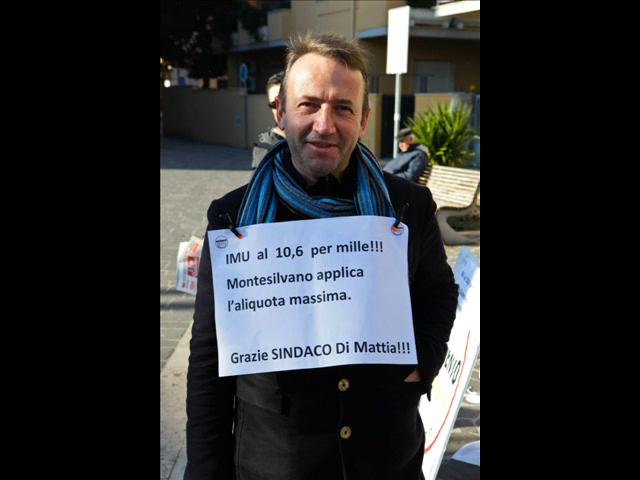 IMU al 10,6 per mille!!!
Montesilvano applica
l'aliquota massima.
Grazie SINDACO Di Mattia!!!